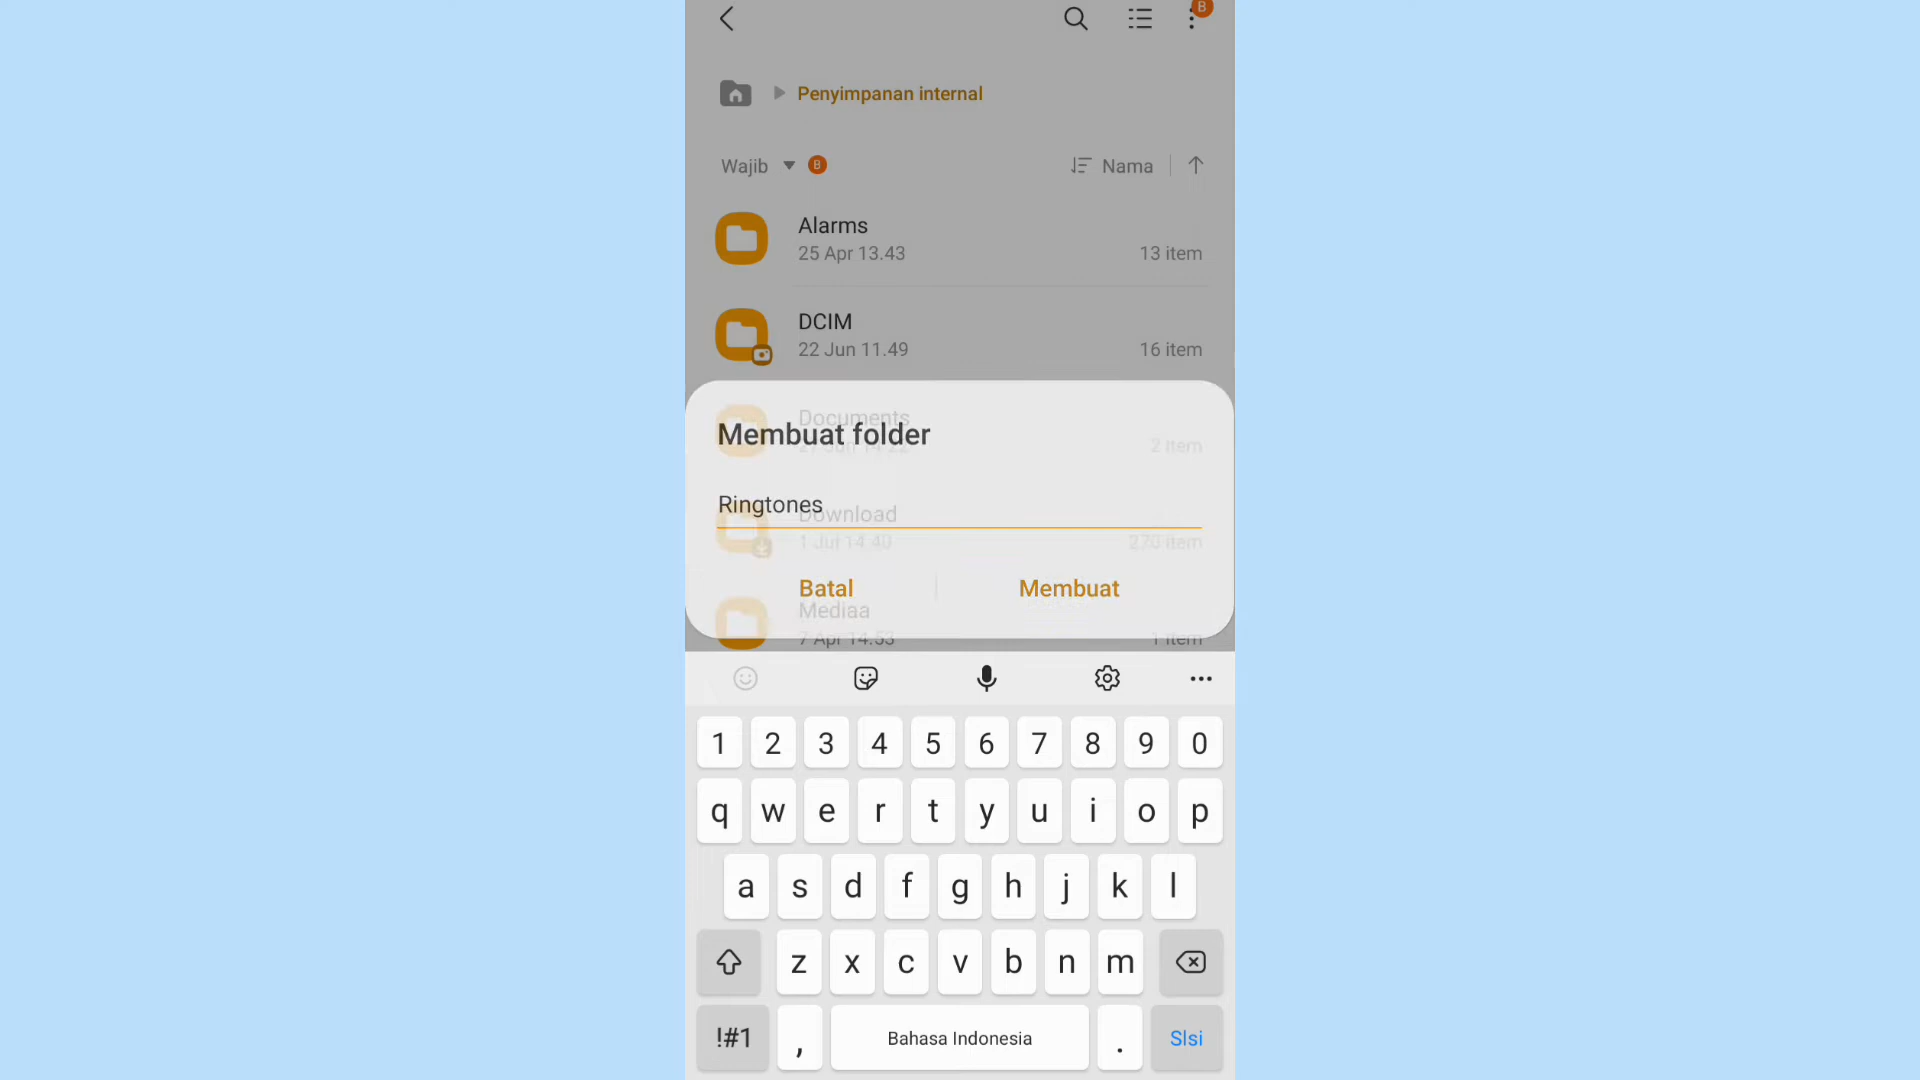 B
Penyimpanan internal
Wajib B Nama
Alarms
25 Apr 13.43 13 item
DCIM
22 Jun 11.49 16 item
Documents
Membuat folder
2 item
Ringtones
Download
1 Jul 14.40 item
Batal Membuat
Mediaa
7 Apr 14.53 1 item
1 2 3 4 5 6 7 8 9 0
q w e r t y u i o p
a s d f g h j k l
z x c v b n m
!#1 , Bahasa Indonesia . Slsi